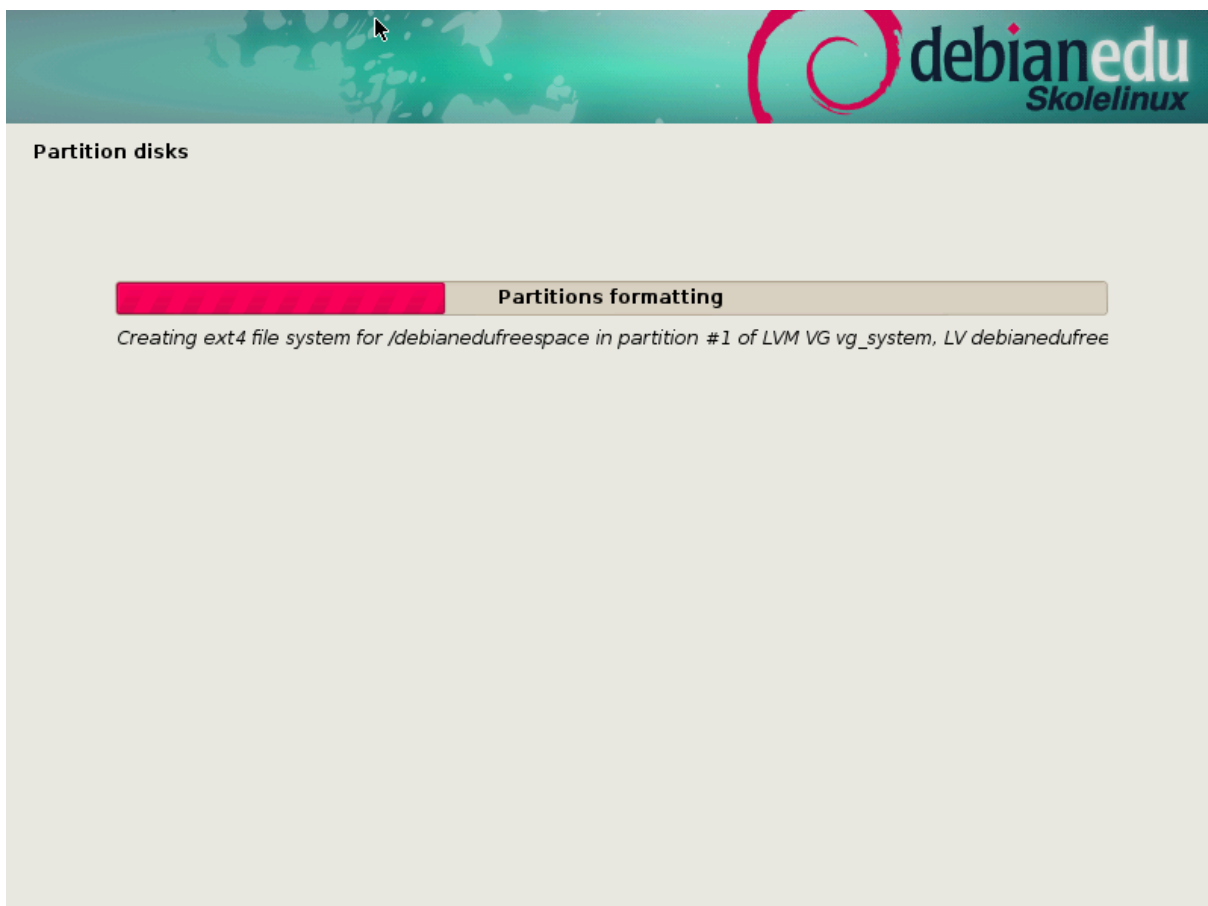 debianedu
Skolelinux
Partition disks
Partitions formatting
Creating ext4 file system for /debianedufreespace in partition #1 of LVM VG vg_system, LV debianedufree